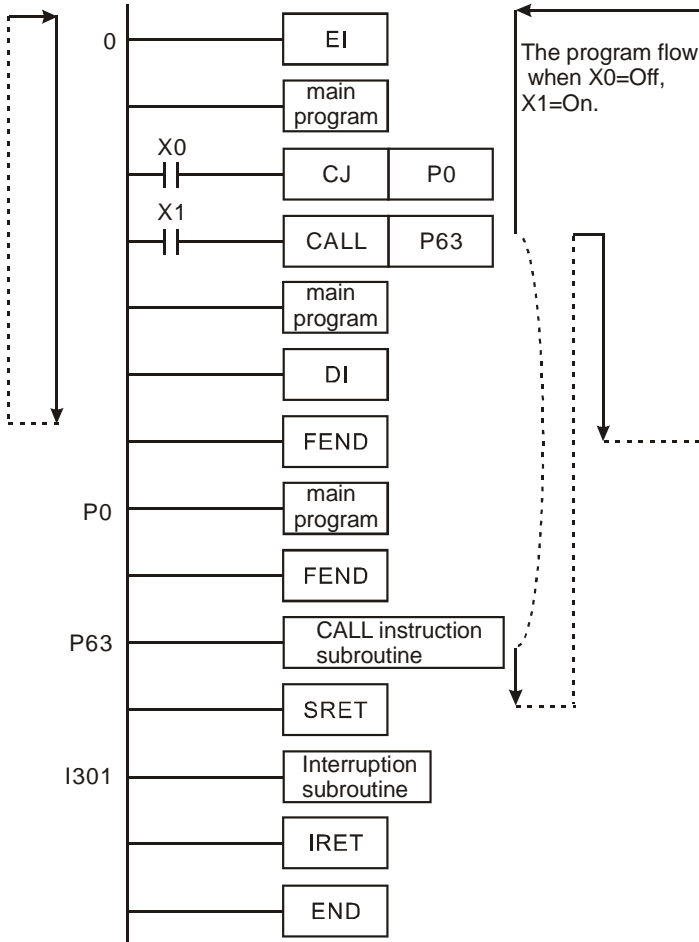 0
EI
The program flow
when X0=Off,
X1=On.
main
program
X0
CJ P0
X1
CALL P63
main
program
DI
FEND
P0
main
program
FEND
P63
CALL instruction
subroutine
SRET
I301
Interruption
subroutine
IRET
END